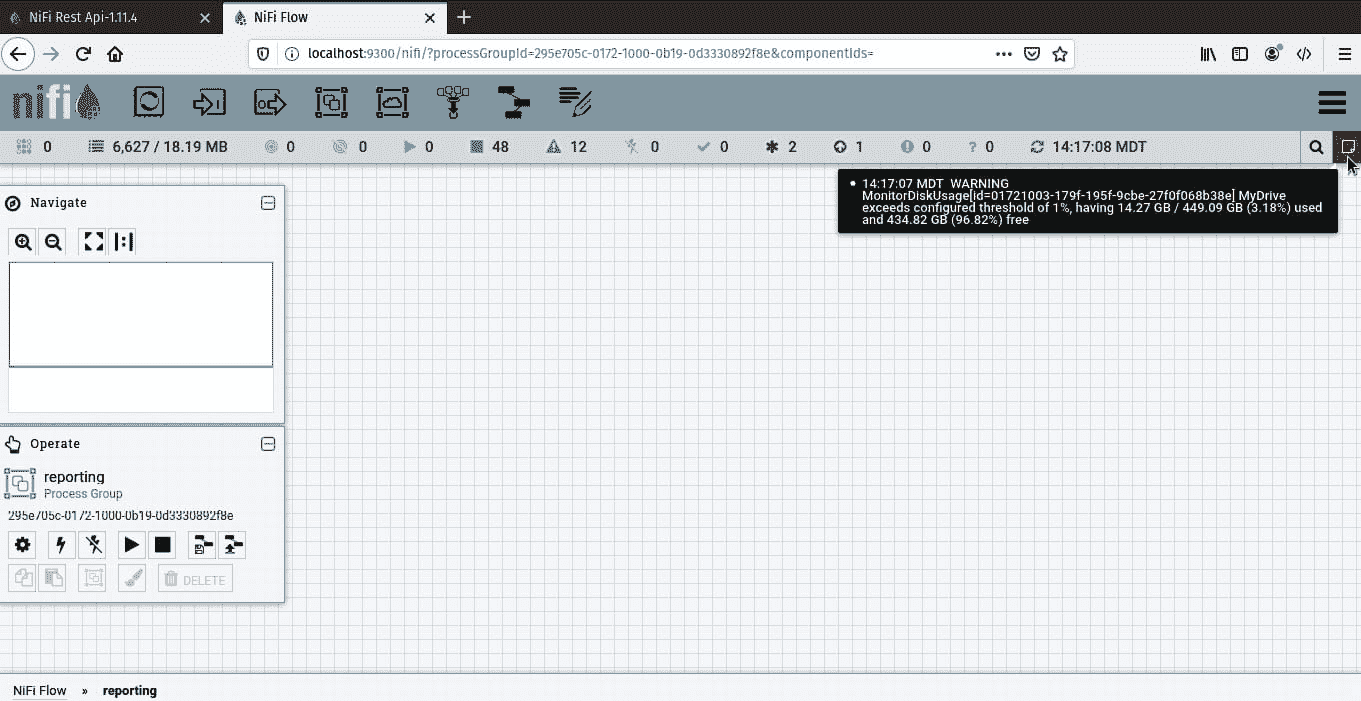 NiFi Rest Api-1.11.4
NiFi Flow
localhost:9300/nifi/?processGroupId=295e705c-0172-1000-0b19-0d3330892f8e&componentIds=
nifi
0 6,627 / 18.19 MB 0 0 0 48 12 0 0 2 1 0 ? 0 14:17:08 MDT
14:17:07 MDT WARNING
MonitorDiskUsage[id=01721003-179f-195f-9cbe-27f0f068b38e] MyDrive
exceeds configured threshold of 1%, having 14.27 GB / 449.09 GB (3.18%) used
and 434.82 GB (96.82%) free
Navigate
Operate
reporting
Process Group
295e705c-0172-1000-0b19-0d3330892f8e
DELETE
NiFi Flow » reporting